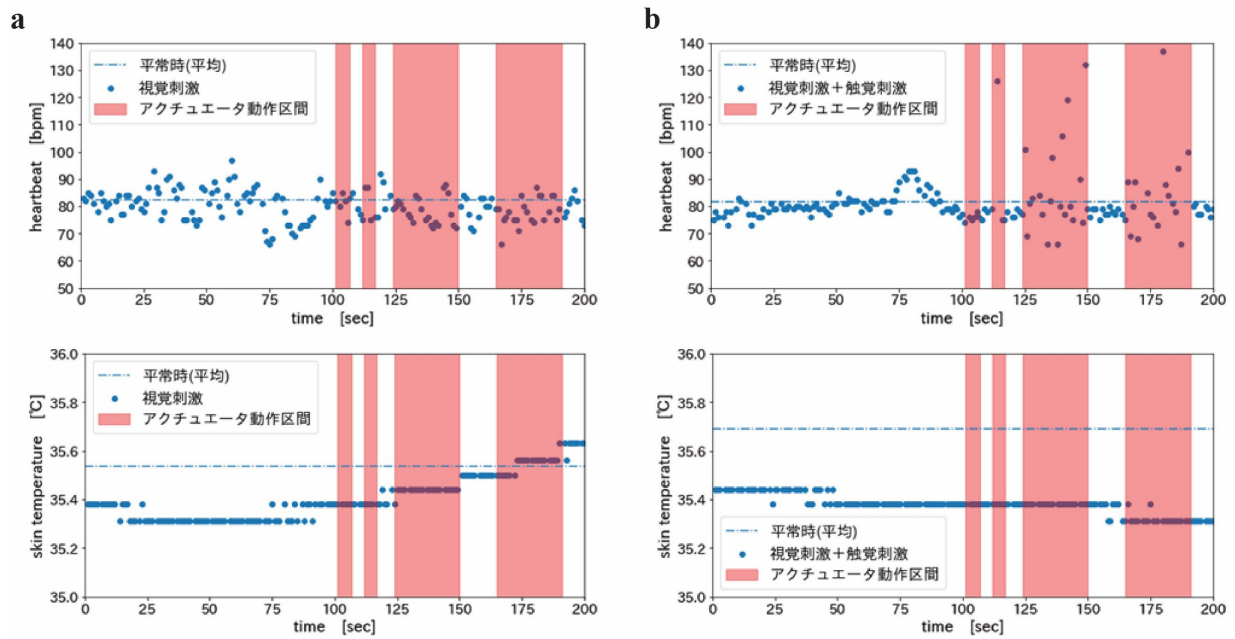 a
140
130
120
110
100
90
80
70
60
50
heartbeat [bpm]
平常時(平均)
視覚刺激
アクチュエータ動作区間
0 25 50 75 100 125 150 175 200
time [sec]
b
140
130
120
110
100
90
80
70
60
50
heartbeat [bpm]
平常時(平均)
視覚刺激＋触覚刺激
アクチュエータ動作区間
0 25 50 75 100 125 150 175 200
time [sec]
36.0
35.8
35.6
35.4
35.2
35.0
skin temperature [℃]
平常時(平均)
視覚刺激
アクチュエータ動作区間
0 25 50 75 100 125 150 175 200
time [sec]
36.0
35.8
35.6
35.4
35.2
35.0
skin temperature [℃]
平常時(平均)
視覚刺激＋触覚刺激
アクチュエータ動作区間
0 25 50 75 100 125 150 175 200
time [sec]